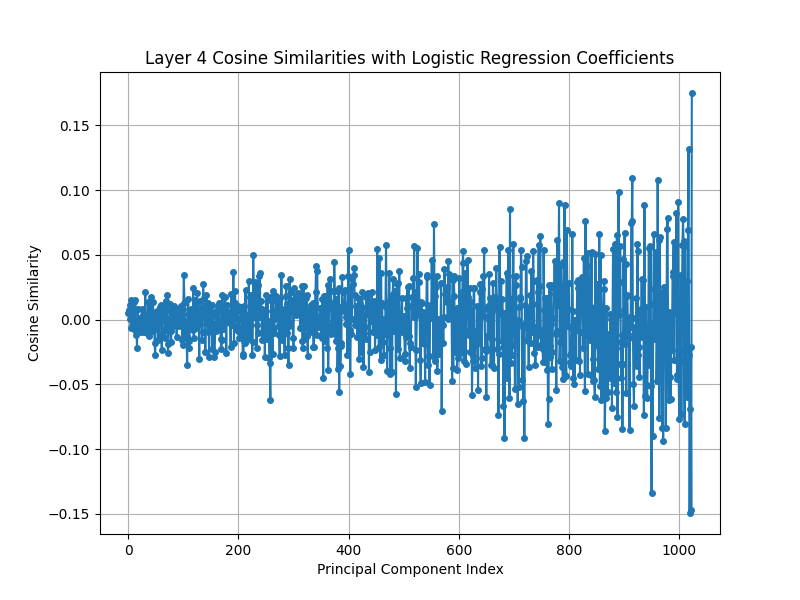 Layer 4 Cosine Similarities with Logistic Regression Coefficients
0.15
0.10
0.05
0.00
−0.05
−0.10
−0.15
Cosine Similarity
0 200 400 600 800 1000
Principal Component Index